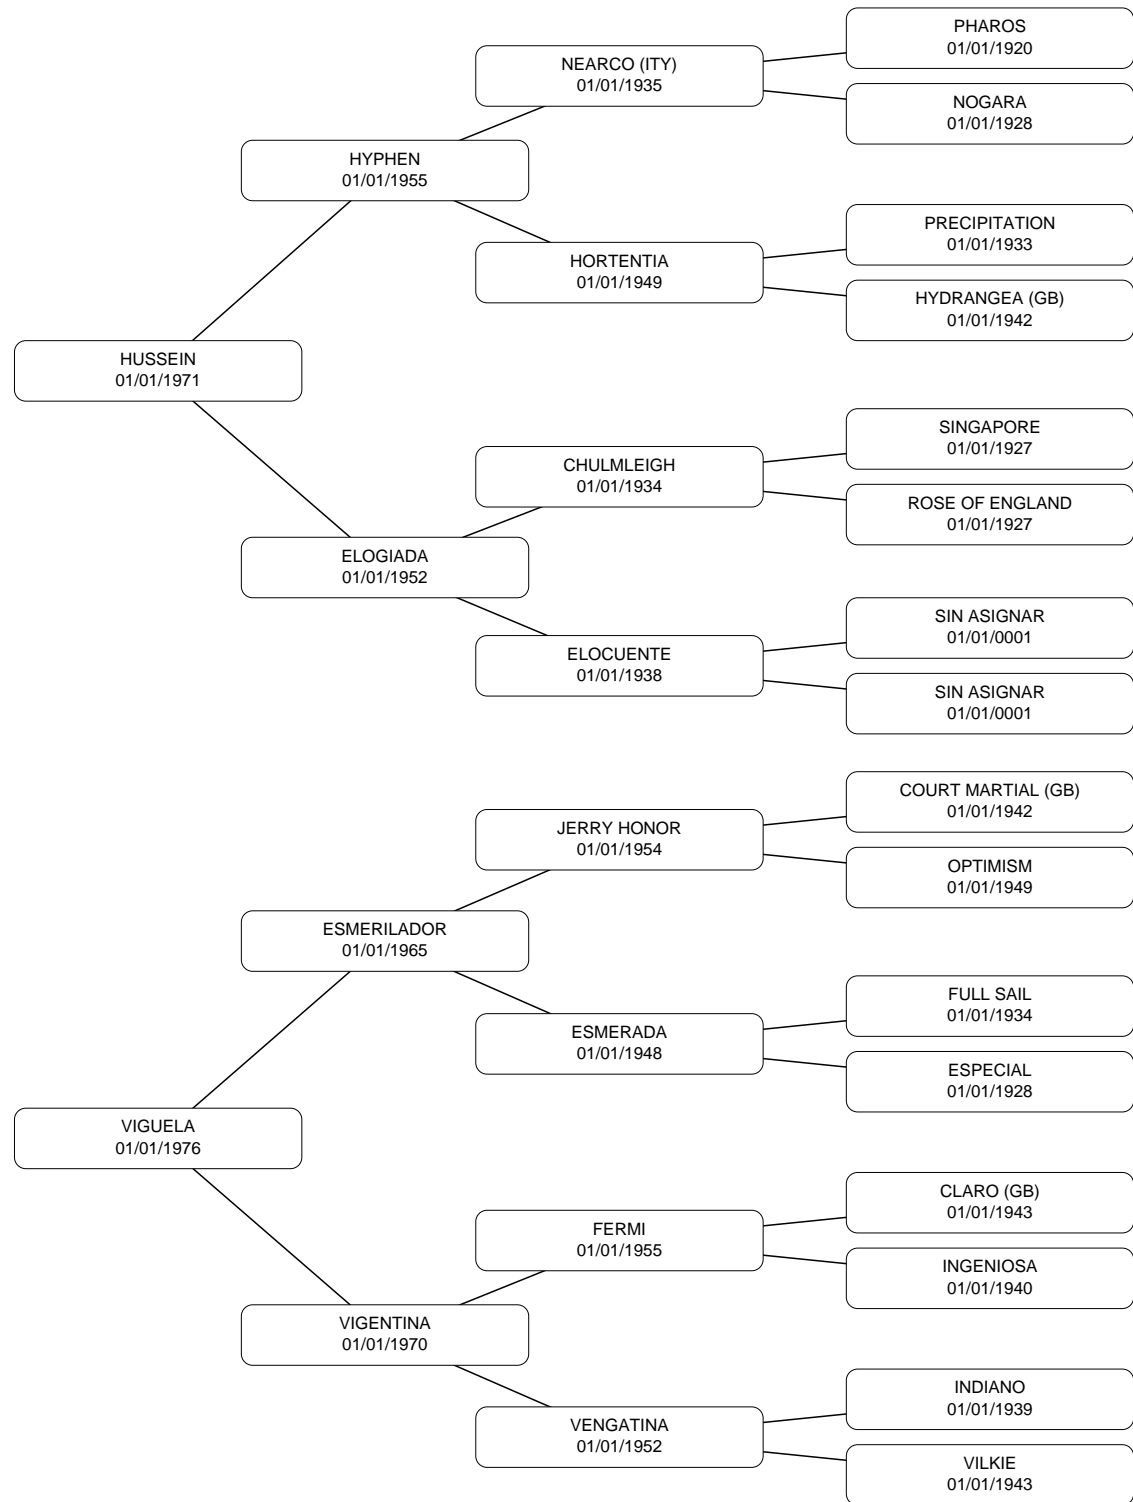 PHAROS
01/01/1920
NEARCO (ITY)
01/01/1935
NOGARA
01/01/1928
HYPHEN
01/01/1955
PRECIPITATION
01/01/1933
HORTENTIA
01/01/1949
HYDRANGEA (GB)
01/01/1942
HUSSEIN
01/01/1971
SINGAPORE
01/01/1927
CHULMLEIGH
01/01/1934
ROSE OF ENGLAND
01/01/1927
ELOGIADA
01/01/1952
SIN ASIGNAR
01/01/0001
ELOCUENTE
01/01/1938
SIN ASIGNAR
01/01/0001
COURT MARTIAL (GB)
01/01/1942
JERRY HONOR
01/01/1954
OPTIMISM
01/01/1949
ESMERILADOR
01/01/1965
FULL SAIL
01/01/1934
ESMERADA
01/01/1948
ESPECIAL
01/01/1928
VIGUELA
01/01/1976
CLARO (GB)
01/01/1943
FERMI
01/01/1955
INGENIOSA
01/01/1940
VIGENTINA
01/01/1970
INDIANO
01/01/1939
VENGATINA
01/01/1952
VILKIE
01/01/1943